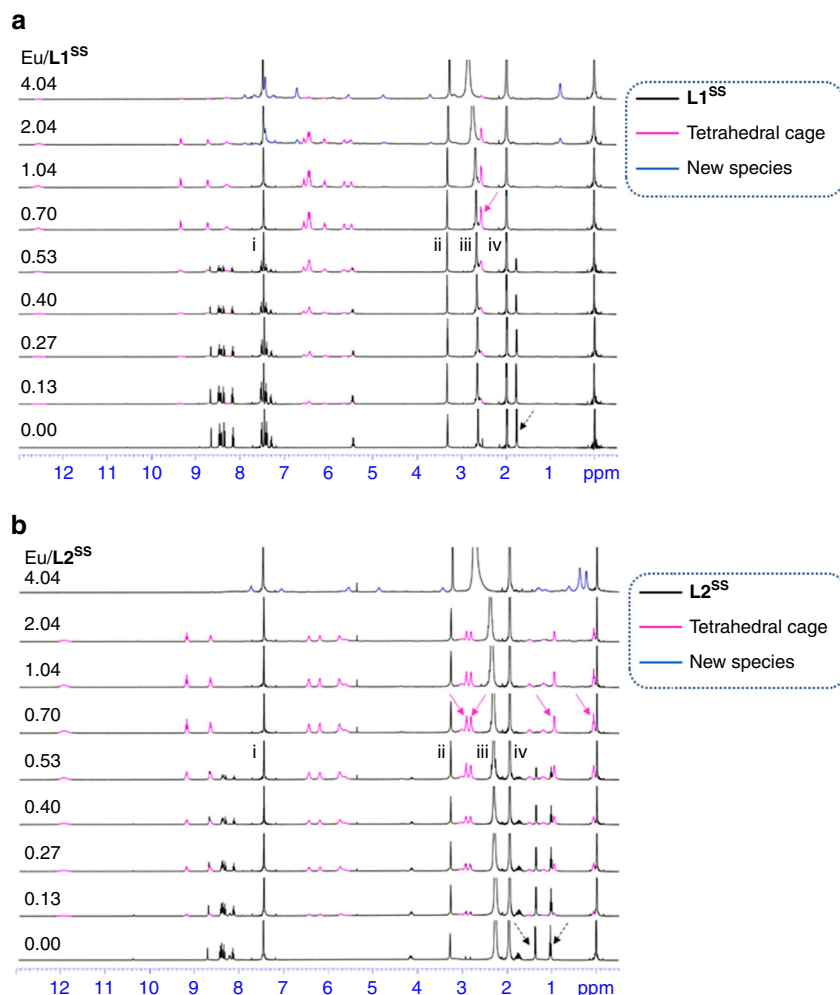 a
Eu/L1SS
4.04
2.04
1.04
0.70
0.53
0.40
0.27
0.13
0.00
i ii iii iv
12 11 10 9 8 7 6 5 4 3 2 1 ppm
L1SS
Tetrahedral cage
New species
b
Eu/L2SS
4.04
2.04
1.04
0.70
0.53
0.40
0.27
0.13
0.00
i ii iii iv
12 11 10 9 8 7 6 5 4 3 2 1 ppm
L2SS
Tetrahedral cage
New species